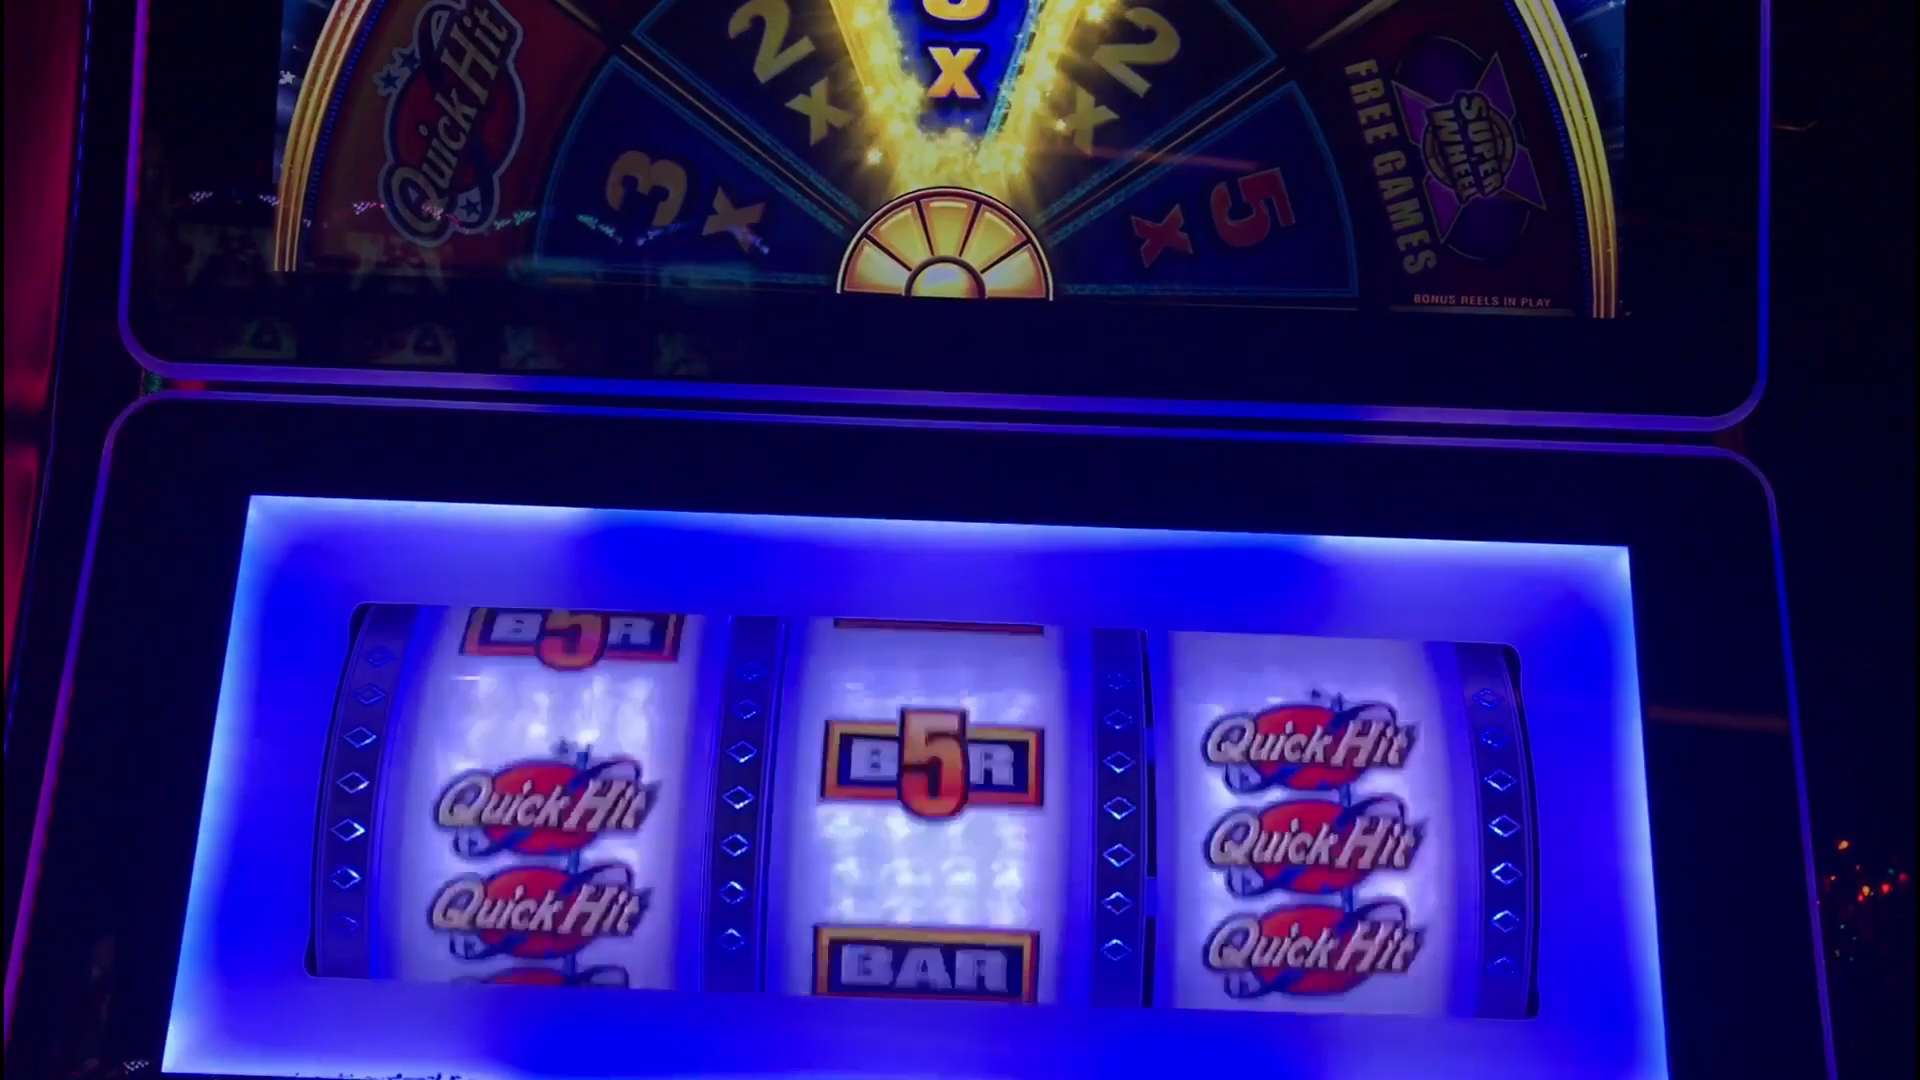 Quick Hit
3x
2x
x
2x
5x
FREE GAMES
SUPER WHEEL
BONUS REELS IN PLAY
B5R
Quick Hit
Quick Hit
B5R
BAR
Quick Hit
Quick Hit
Quick Hit